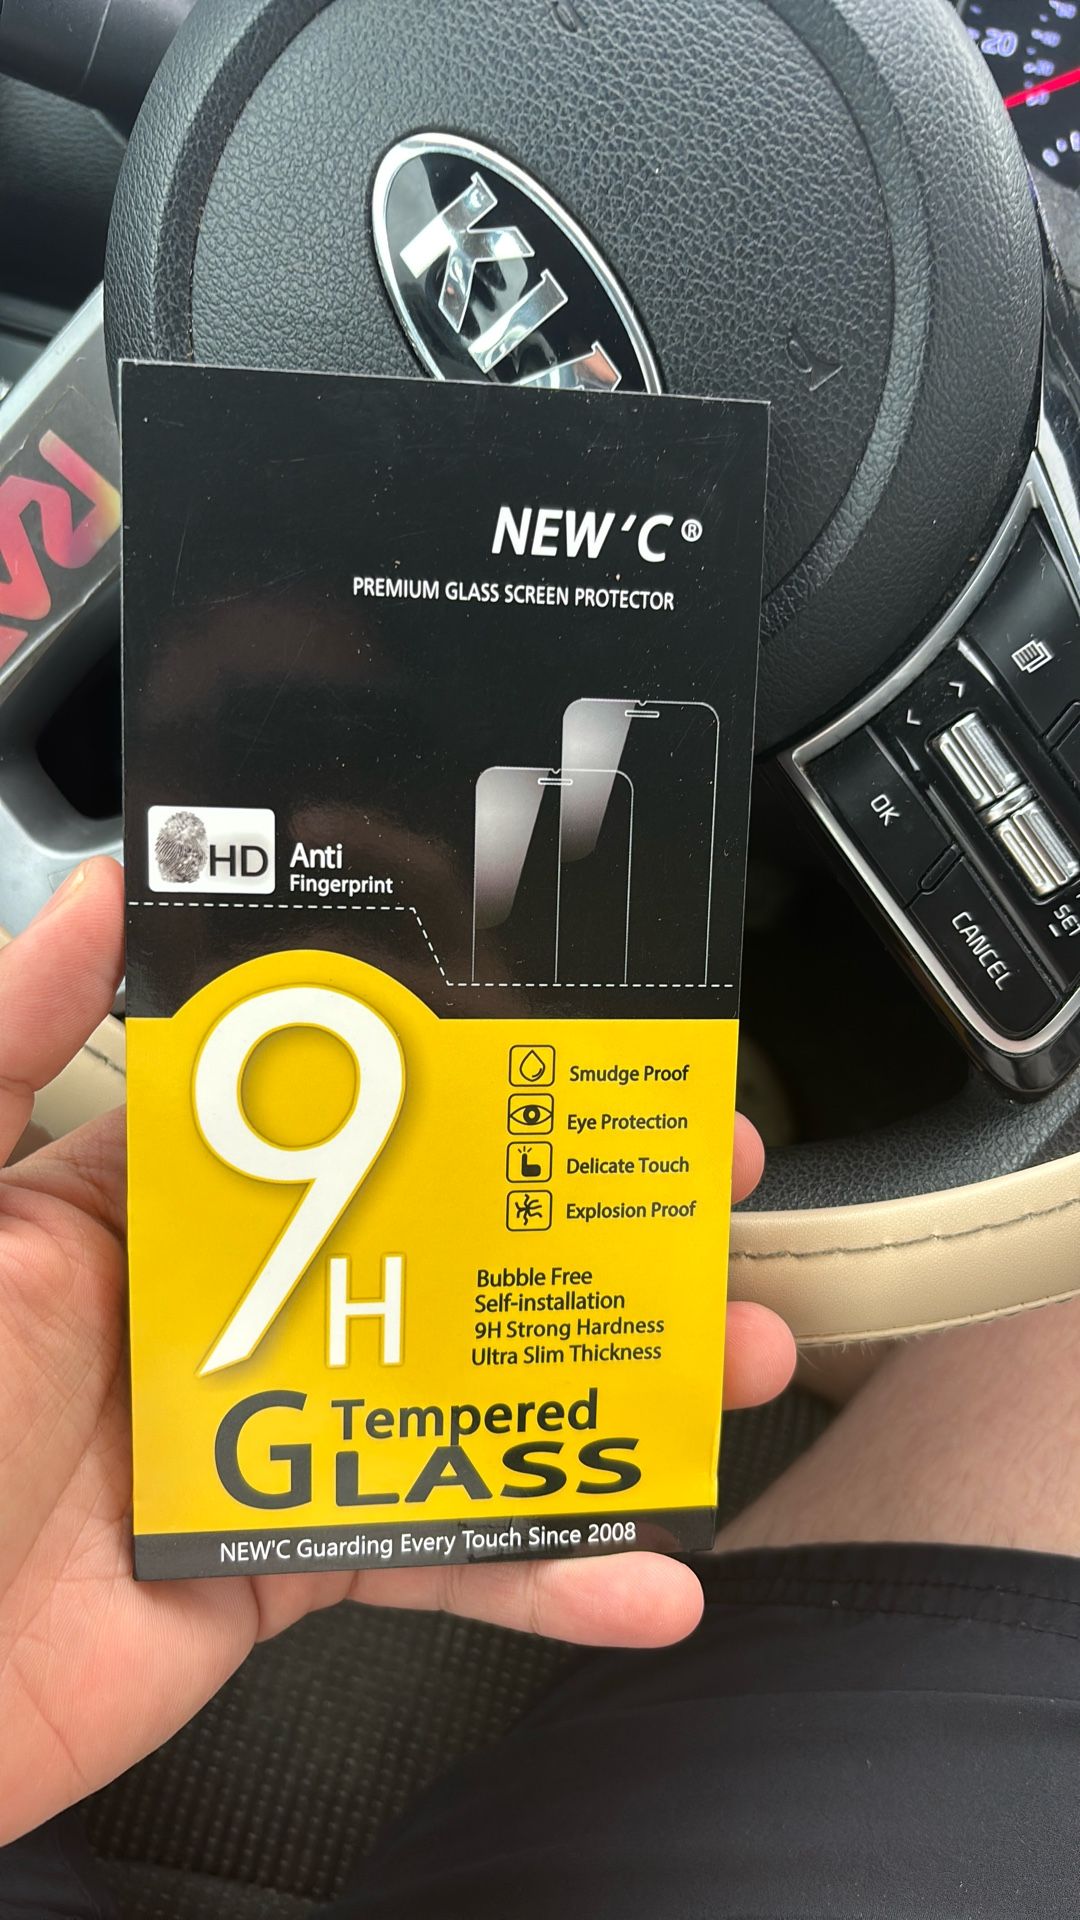 20
KIA
NEW'C®
PREMIUM GLASS SCREEN PROTECTOR
HD
Anti
Fingerprint
OK
CANCEL
SET
9H
Smudge Proof
Eye Protection
Delicate Touch
Explosion Proof
Bubble Free
Self-installation
9H Strong Hardness
Ultra Slim Thickness
Tempered
GLASS
NEW'C Guarding Every Touch Since 2008